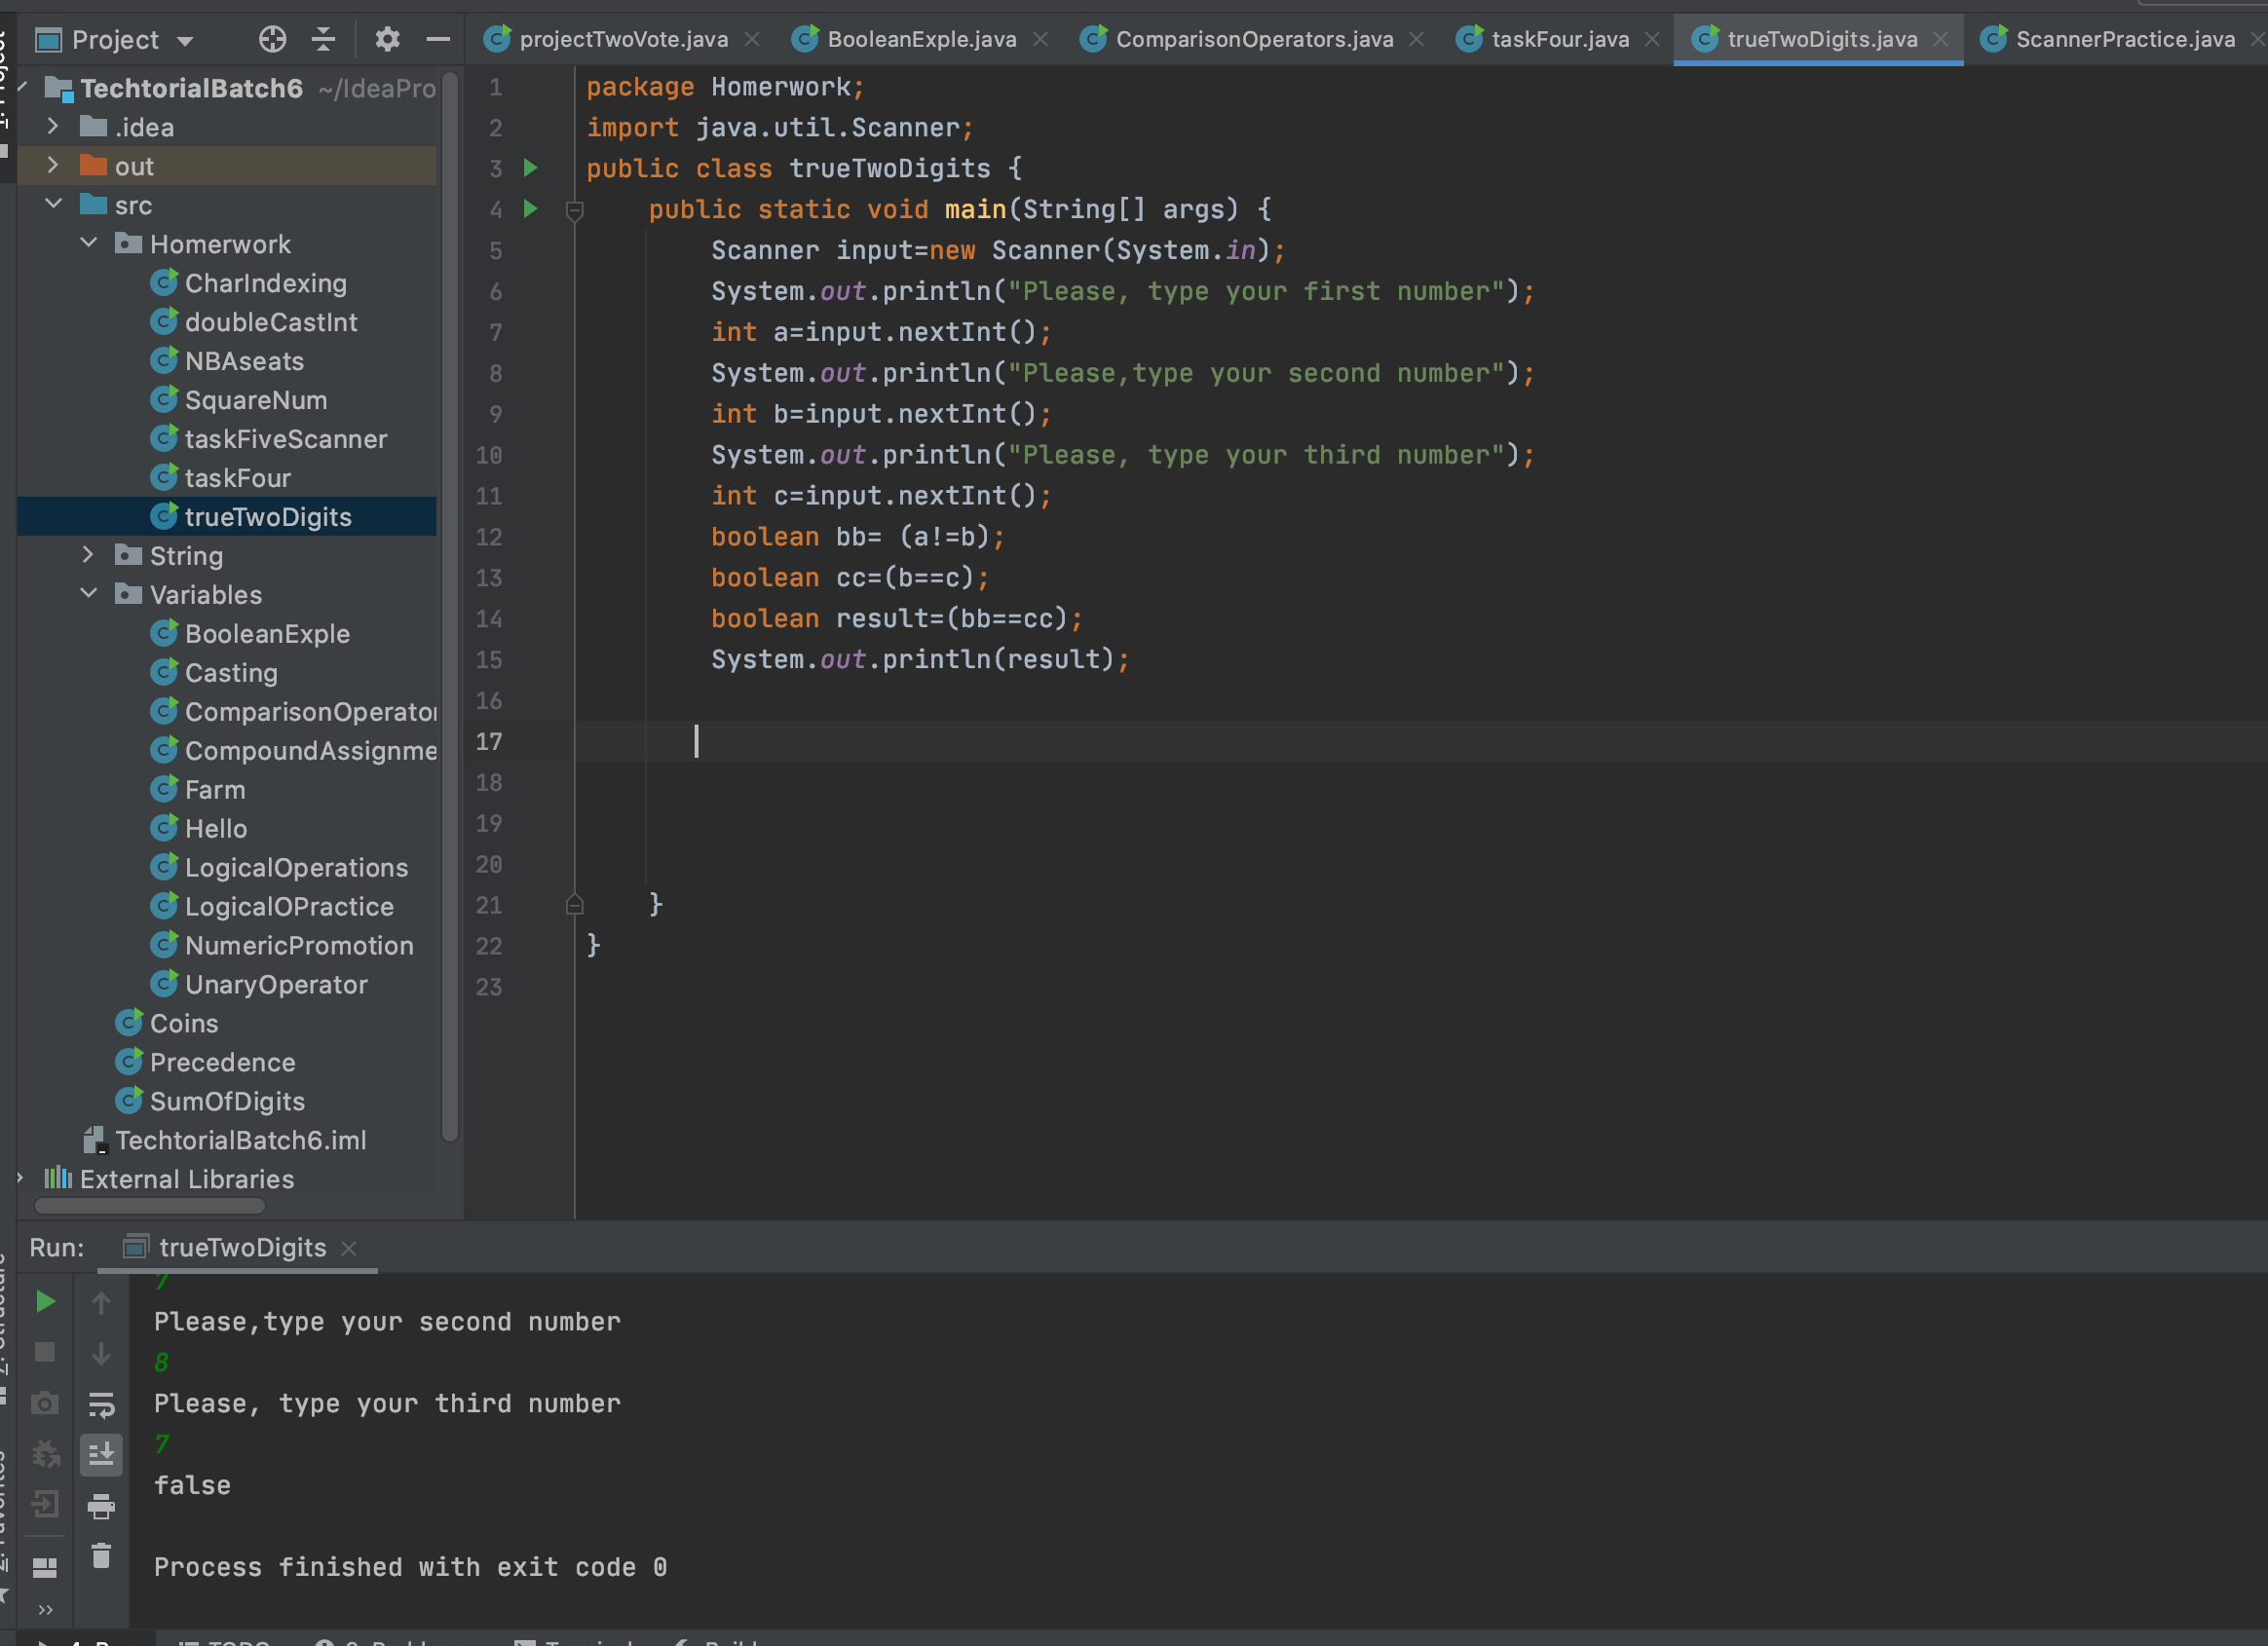 Project
projectTwoVote.java
BooleanExple.java
ComparisonOperators.java
taskFour.java
trueTwoDigits.java
ScannerPractice.java
TechtorialBatch6 ~/IdeaPro
.idea
out
src
Homerwork
CharIndexing
doubleCastInt
NBAseats
SquareNum
taskFiveScanner
taskFour
trueTwoDigits
String
Variables
BooleanExple
Casting
ComparisonOperator
CompoundAssignme
Farm
Hello
LogicalOperations
LogicalOPractice
NumericPromotion
UnaryOperator
Coins
Precedence
SumOfDigits
TechtorialBatch6.iml
External Libraries
1 package Homerwork;
2 import java.util.Scanner;
3 public class trueTwoDigits {
4 public static void main(String[] args) {
5 Scanner input=new Scanner(System.in);
6 System.out.println("Please, type your first number");
7 int a=input.nextInt();
8 System.out.println("Please,type your second number");
9 int b=input.nextInt();
10 System.out.println("Please, type your third number");
11 int c=input.nextInt();
12 boolean bb= (a!=b);
13 boolean cc=(b==c);
14 boolean result=(bb==cc);
15 System.out.println(result);
16
17
18
19
20
21 }
22 }
23
Run: trueTwoDigits
7
Please,type your second number
8
Please, type your third number
7
false
Process finished with exit code 0